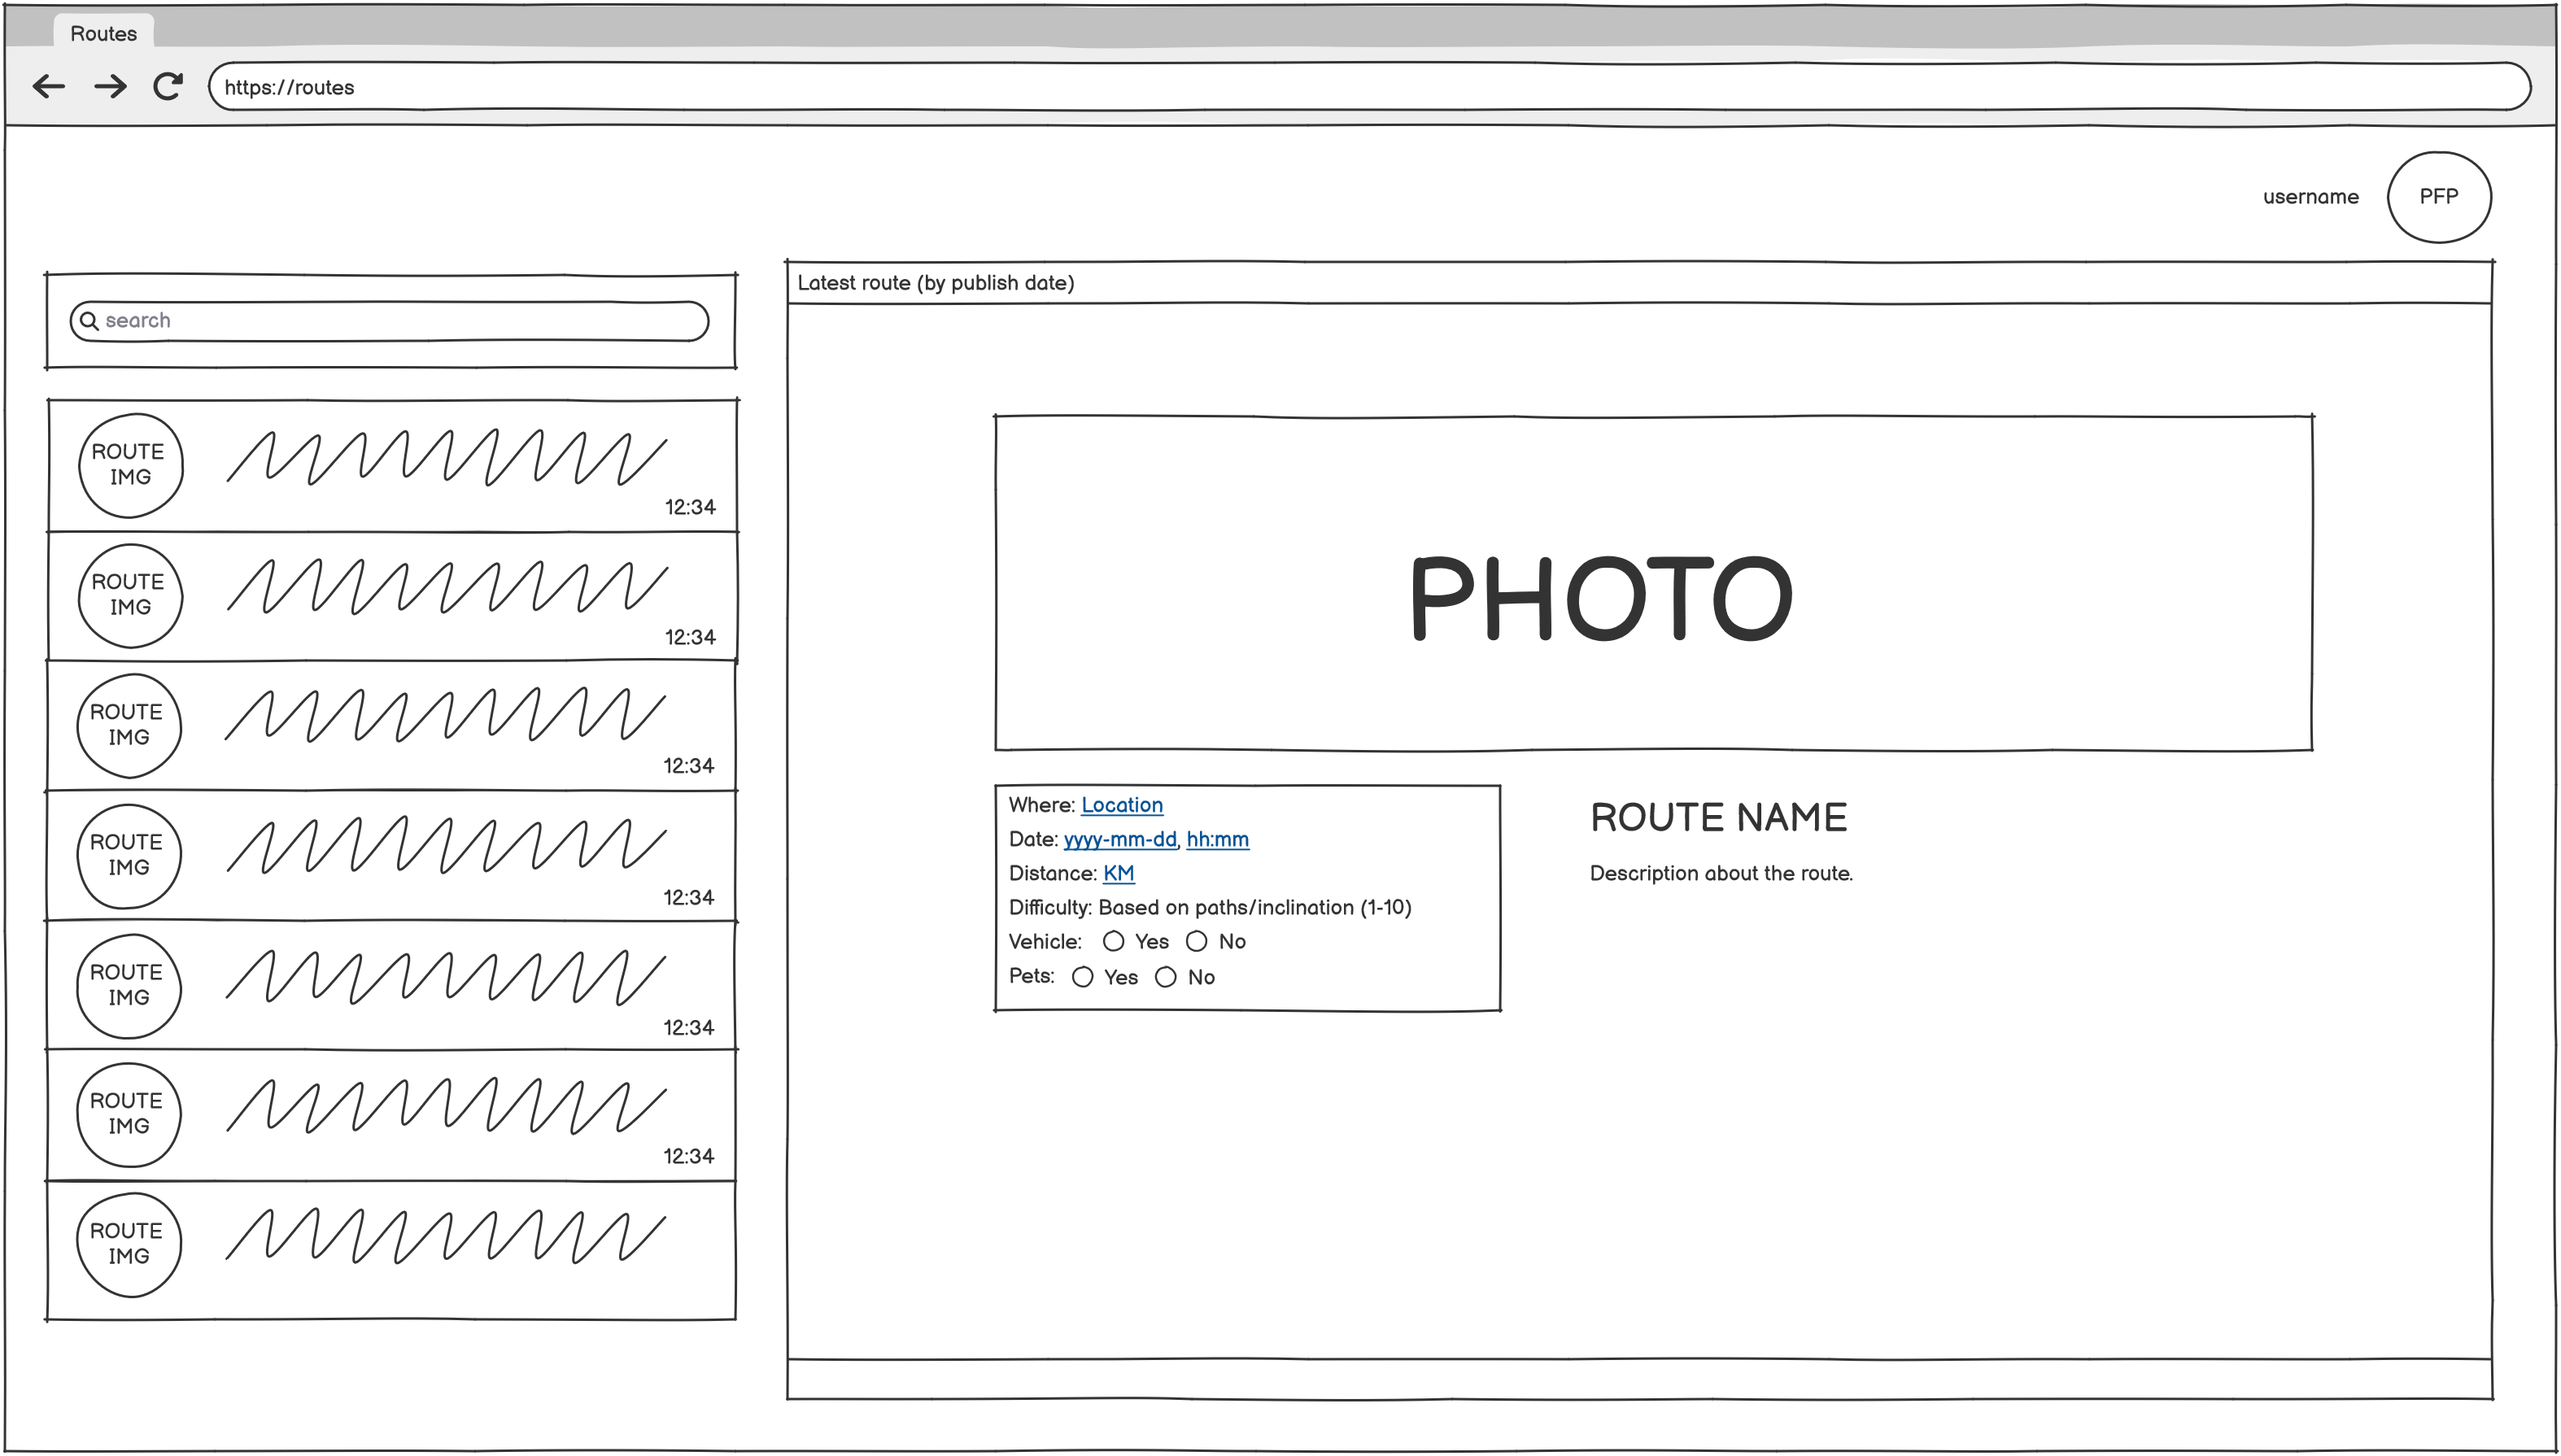 Routes
https://routes
username
PFP
search
ROUTE
IMG
12:34
ROUTE
IMG
12:34
ROUTE
IMG
12:34
ROUTE
IMG
12:34
ROUTE
IMG
12:34
ROUTE
IMG
12:34
ROUTE
IMG
Latest route (by publish date)
PHOTO
Where: Location
Date: yyyy-mm-dd, hh:mm
Distance: KM
Difficulty: Based on paths/inclination (1-10)
Vehicle: Yes No
Pets: Yes No
ROUTE NAME
Description about the route.